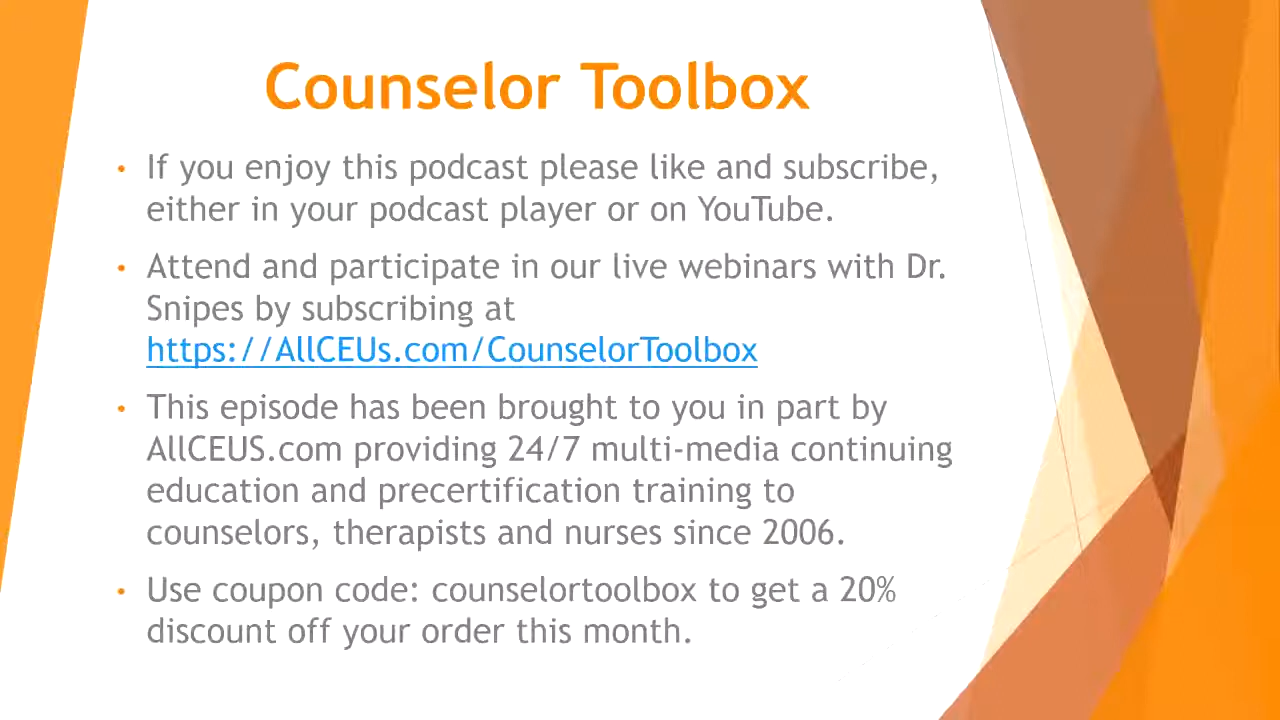 Counselor Toolbox
• If you enjoy this podcast please like and subscribe,
either in your podcast player or on YouTube.
• Attend and participate in our live webinars with Dr.
Snipes by subscribing at
https://AllCEUs.com/CounselorToolbox
• This episode has been brought to you in part by
AllCEUS.com providing 24/7 multi-media continuing
education and precertification training to
counselors, therapists and nurses since 2006.
• Use coupon code: counselortoolbox to get a 20%
discount off your order this month.